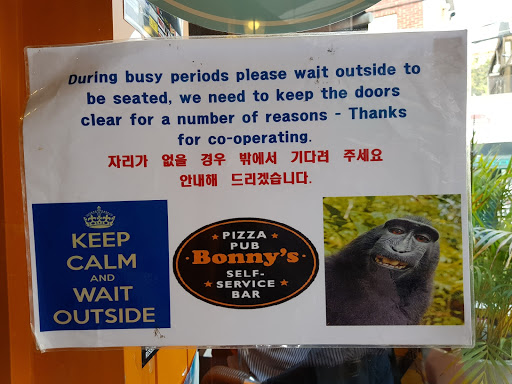 During busy periods please wait outside to
be seated, we need to keep the doors
clear for a number of reasons - Thanks
for co-operating.
자리가 없을 경우 밖에서 기다려 주세요
안내해 드리겠습니다.
KEEP
CALM
AND
WAIT
OUTSIDE
PIZZA
PUB
Bonny's
SELF-
SERVICE
BAR